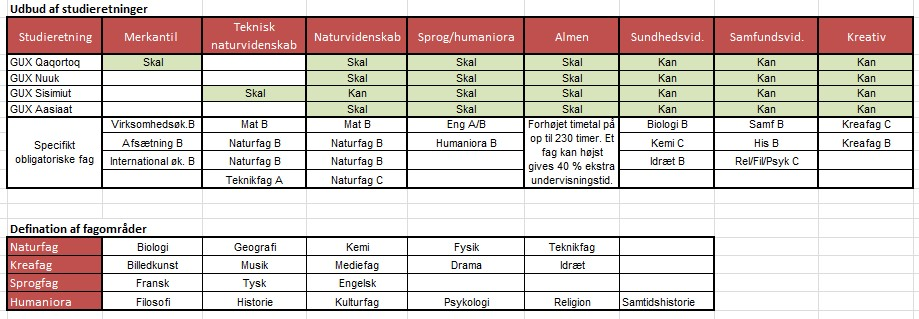 Udbud af studieretninger
Studieretning Merkantil Teknisk naturvidenskab Naturvidenskab Sprog/humaniora Almen Sundhedsvid. Samfundsvid. Kreativ
GUX Qaqortoq Skal Skal Skal Skal Kan Kan Kan
GUX Nuuk Skal Skal Skal Kan Kan Kan
GUX Sisimiut Skal Kan Skal Skal Kan Kan Kan
GUX Aasiaat Skal Skal Skal Kan Kan Kan
Specifikt obligatoriske fag
Virksomhedsøk.B Mat B Mat B Eng A/B Forhøjet timetal på Biologi B Samf B Kreafag C
Afsætning B Naturfag B Naturfag B Humaniora B op til 230 timer. Et Kemi C His B Kreafag B
International øk. B Naturfag B Naturfag B fag kan højst gives 40 % ekstra Idræt B Rel/Fil/Psyk C
Teknikfag A Naturfag C undervisningstid.
Defination af fagområder
Naturfag Biologi Geografi Kemi Fysik Teknikfag
Kreafag Billedkunst Musik Mediefag Drama Idræt
Sprogfag Fransk Tysk Engelsk
Humaniora Filosofi Historie Kulturfag Psykologi Religion Samtidshistorie